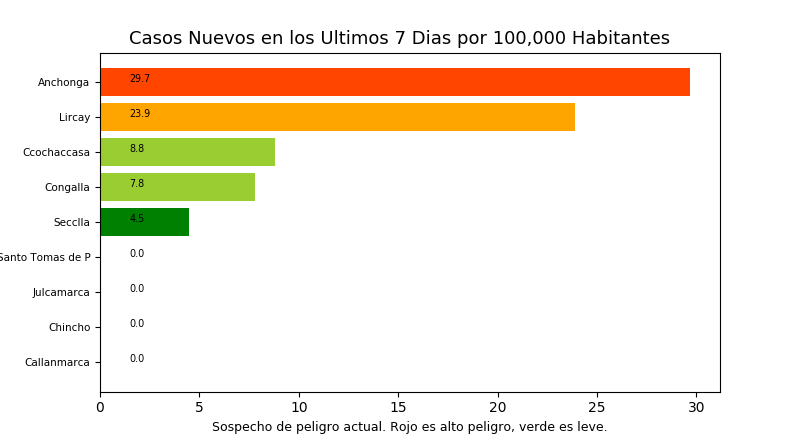 Casos Nuevos en los Ultimos 7 Dias por 100,000 Habitantes
Anchonga 29.7
Lircay 23.9
Ccochaccasa 8.8
Congalla 7.8
Secclla 4.5
Santo Tomas de P 0.0
Julcamarca 0.0
Chincho 0.0
Callanmarca 0.0
0 5 10 15 20 25 30
Sospecho de peligro actual. Rojo es alto peligro, verde es leve.